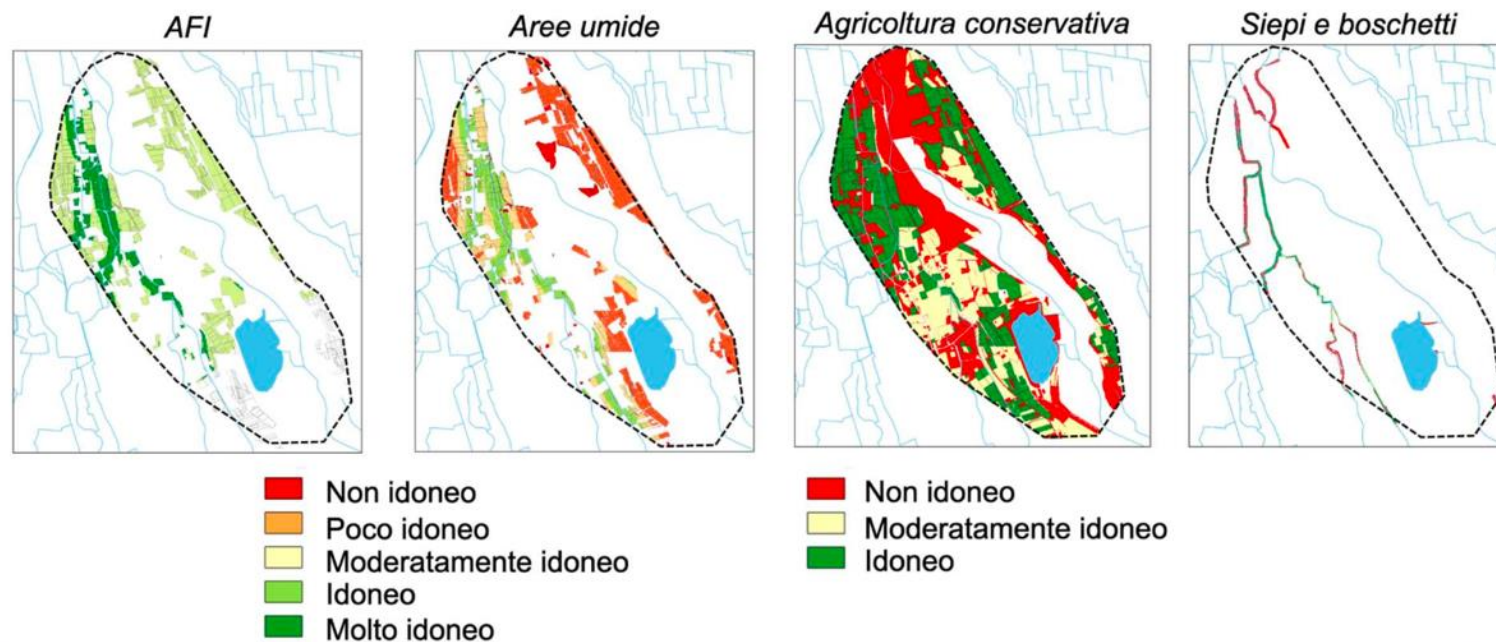 AFI
Aree umide
Agricoltura conservativa
Siepi e boschetti
Non idoneo
Poco idoneo
Moderatamente idoneo
Idoneo
Molto idoneo
Non idoneo
Moderatamente idoneo
Idoneo